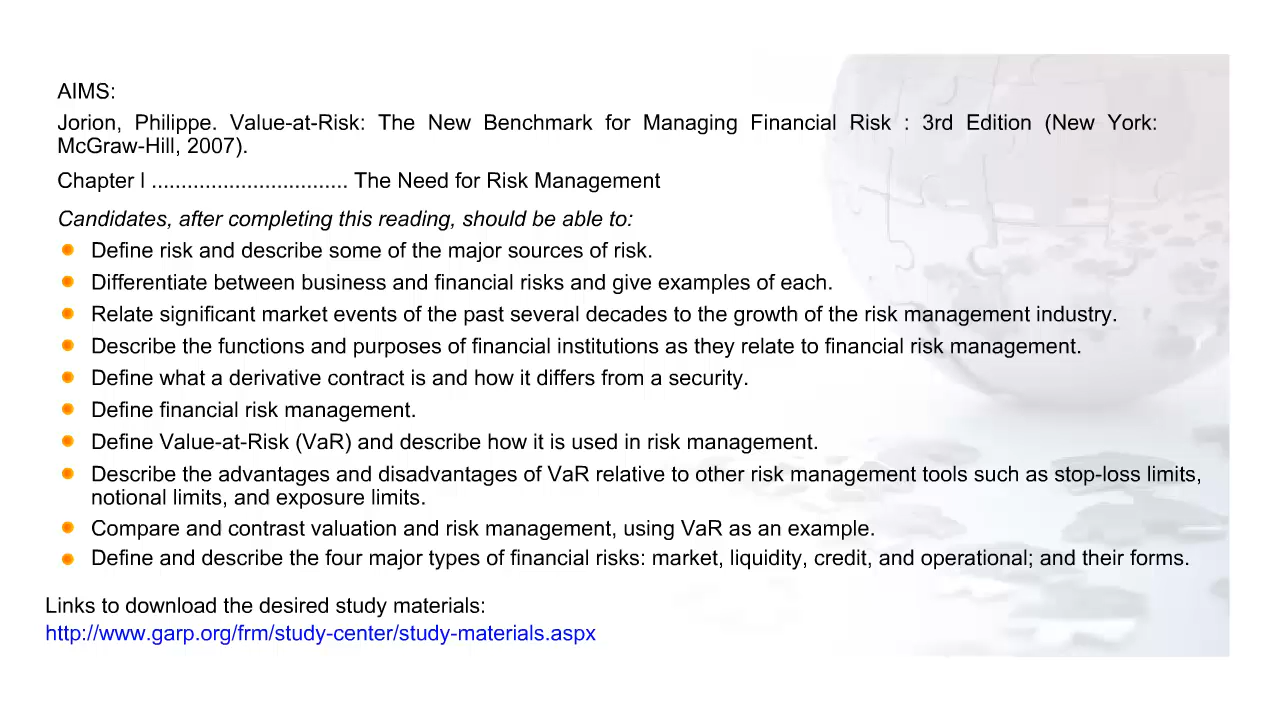 AIMS:
Jorion, Philippe. Value-at-Risk: The New Benchmark for Managing Financial Risk : 3rd Edition (New York:
McGraw-Hill, 2007).
Chapter I ................................. The Need for Risk Management
Candidates, after completing this reading, should be able to:
Define risk and describe some of the major sources of risk.
Differentiate between business and financial risks and give examples of each.
Relate significant market events of the past several decades to the growth of the risk management industry.
Describe the functions and purposes of financial institutions as they relate to financial risk management.
Define what a derivative contract is and how it differs from a security.
Define financial risk management.
Define Value-at-Risk (VaR) and describe how it is used in risk management.
Describe the advantages and disadvantages of VaR relative to other risk management tools such as stop-loss limits,
notional limits, and exposure limits.
Compare and contrast valuation and risk management, using VaR as an example.
Define and describe the four major types of financial risks: market, liquidity, credit, and operational; and their forms.
Links to download the desired study materials:
http://www.garp.org/frm/study-center/study-materials.aspx